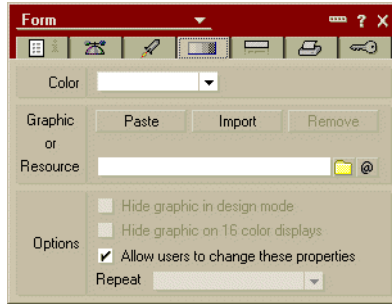 Form ? X
Color
Graphic
or
Resource
Paste Import Remove
@
Hide graphic in design mode
Hide graphic on 16 color displays
Options
Allow users to change these properties
Repeat